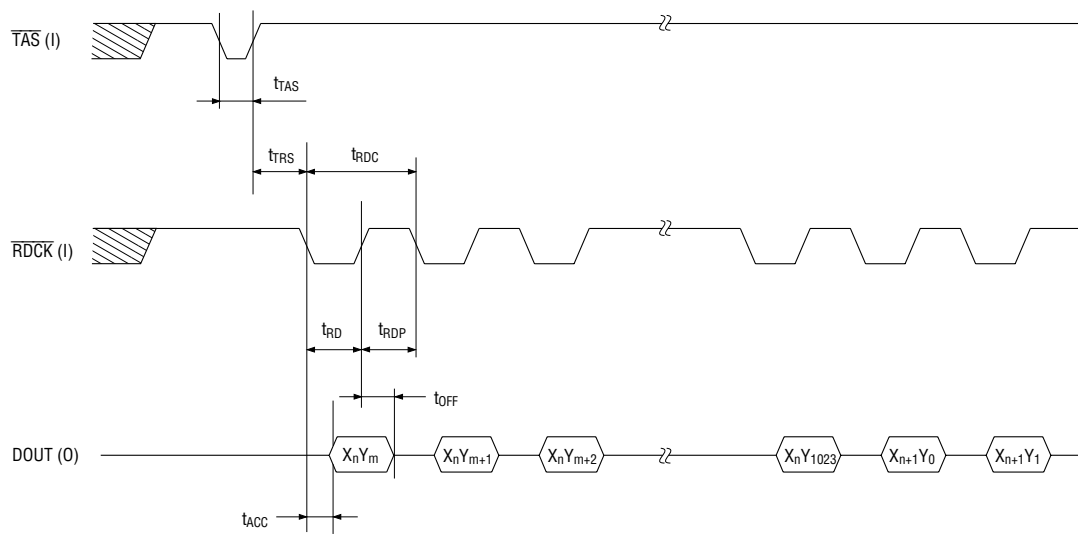 TAS (I)
tTAS
tTRS
tRDC
RDCK (I)
tRD
tRDP
tOFF
DOUT (O)
XnYm
XnYm+1
XnYm+2
XnY1023
Xn+1Y0
Xn+1Y1
tACC